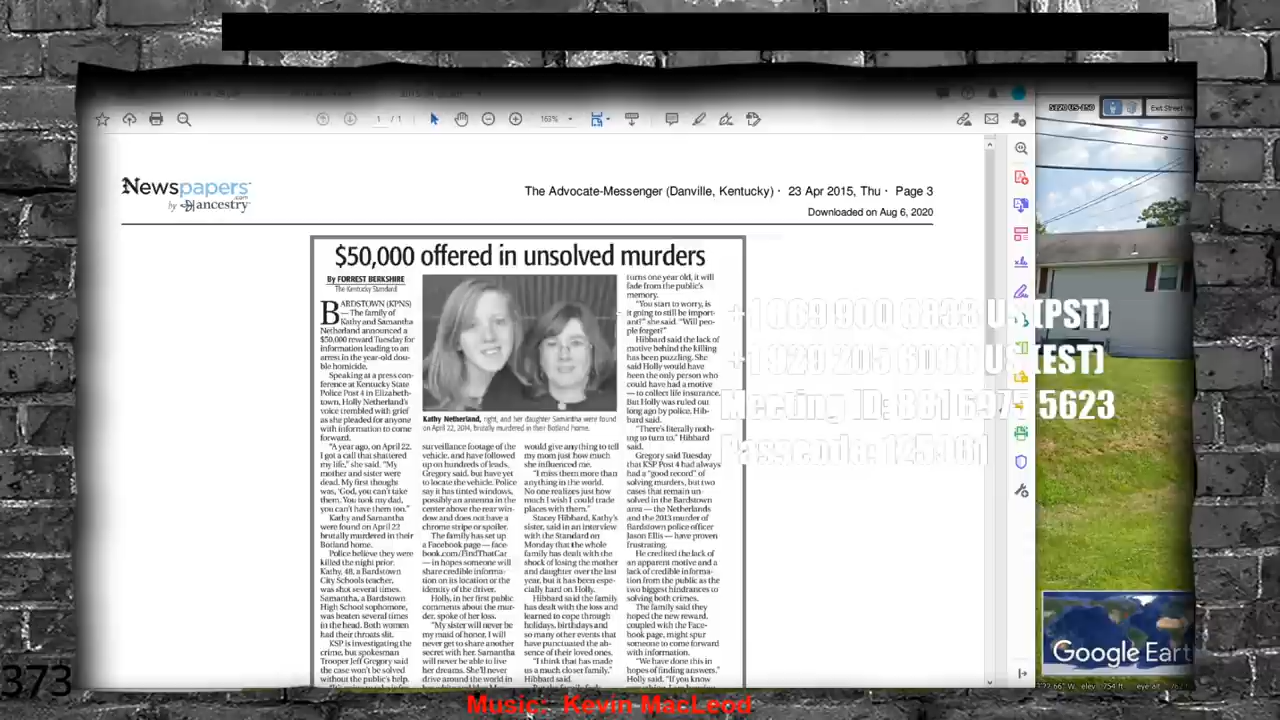 5320 US-150
Exit Street
163%
1 / 1
Newspapers
.com
by ancestry
The Advocate-Messenger (Danville, Kentucky) · 23 Apr 2015, Thu · Page 3
Downloaded on Aug 6, 2020
$50,000 offered in unsolved murders
By FORREST BERKSHIRE
The Kentucky Standard
BARDSTOWN (KPNS)
— The family of
Kathy and Samantha
Netherland announced a
$50,000 reward Tuesday for
information leading to an
arrest in the year-old dou-
ble homicide.
Speaking at a press con-
ference at Kentucky State
Police Post 4 in Elizabeth-
town, Holly Netherland's
voice trembled with grief
as she pleaded for anyone
with information to come
forward.
"A year ago, on April 22,
I got a call that shattered
my life," she said. "My
mother and sister were
dead. My first thought
was, 'God, you can't take
them. You took my dad,
you can't have them too.'"
Kathy and Samantha
were found on April 22
brutally murdered in their
Botland home.
Police believe they were
killed the night prior.
Kathy, 48, a Bardstown
City Schools teacher,
was shot several times.
Samantha, a Bardstown
High School sophomore,
was beaten several times
in the head. Both women
had their throats slit.
KSP is investigating the
crime, but spokesman
Trooper Jeff Gregory said
the case won't be solved
without the public's help.
Kathy Netherland, right, and her daughter Samantha were found
on April 22, 2014, brutally murdered in their Botland home.
surveillance footage of the
vehicle, and have followed
up on hundreds of leads,
Gregory said, but have yet
to locate the vehicle. Police
say it has tinted windows,
possibly an antenna in the
center above the rear win-
dow and does not have a
chrome stripe or spoiler.
The family has set up
a Facebook page — face-
book.com/FindThatCar
— in hopes someone will
share credible informa-
tion on its location or the
identity of the driver.
Holly, in her first public
comments about the mur-
der, spoke of her loss.
"My sister will never be
my maid of honor, I will
never get to share another
secret with her. Samantha
will never be able to live
her dreams. She'll never
drive around the world in
would give anything to tell
my mom just how much
she influenced me.
"I miss them more than
anything in the world.
No one realizes just how
much I wish I could trade
places with them."
Stacey Hibbard, Kathy's
sister, said in an interview
with the Standard on
Monday that the whole
family has dealt with the
shock of losing the mother
and daughter over the last
year, but it has been espe-
cially hard on Holly.
Hibbard said the family
has dealt with the loss and
learned to cope through
holidays, birthdays and
so many other events that
have punctuated the ab-
sence of their loved ones.
"I think that has made
us a much closer family,"
Hibbard said.
turns one year old, it will
fade from the public's
memory.
"You start to worry, is
it going to still be import-
ant?" she said. "Will peo-
ple forget?"
Hibbard said the lack of
motive behind the killing
has been puzzling. She
said Holly would have
been the only person who
could have had a motive
— to collect life insurance.
But Holly was ruled out
long ago by police, Hib-
bard said.
"There's literally noth-
ing to turn to," Hibbard
said.
Gregory said Tuesday
that KSP Post 4 had always
had a "good record" of
solving murders, but two
cases that remain un-
solved in the Bardstown
area — the Netherlands
and the 2013 murder of
Bardstown police officer
Jason Ellis — have proven
frustrating.
He credited the lack of
an apparent motive and a
lack of credible informa-
tion from the public as the
two biggest hindrances to
solving both crimes.
The family said they
hoped the new reward,
coupled with the Face-
book page, might spur
someone to come forward
with information.
"We have done this in
hopes of finding answers,"
Holly said. "If you know
US (PST)
US (EST)
Meeting ID: 5623
Passcode:
Google Eart
elev 754 ft eye alt
373
Music: Kevin MacLeod